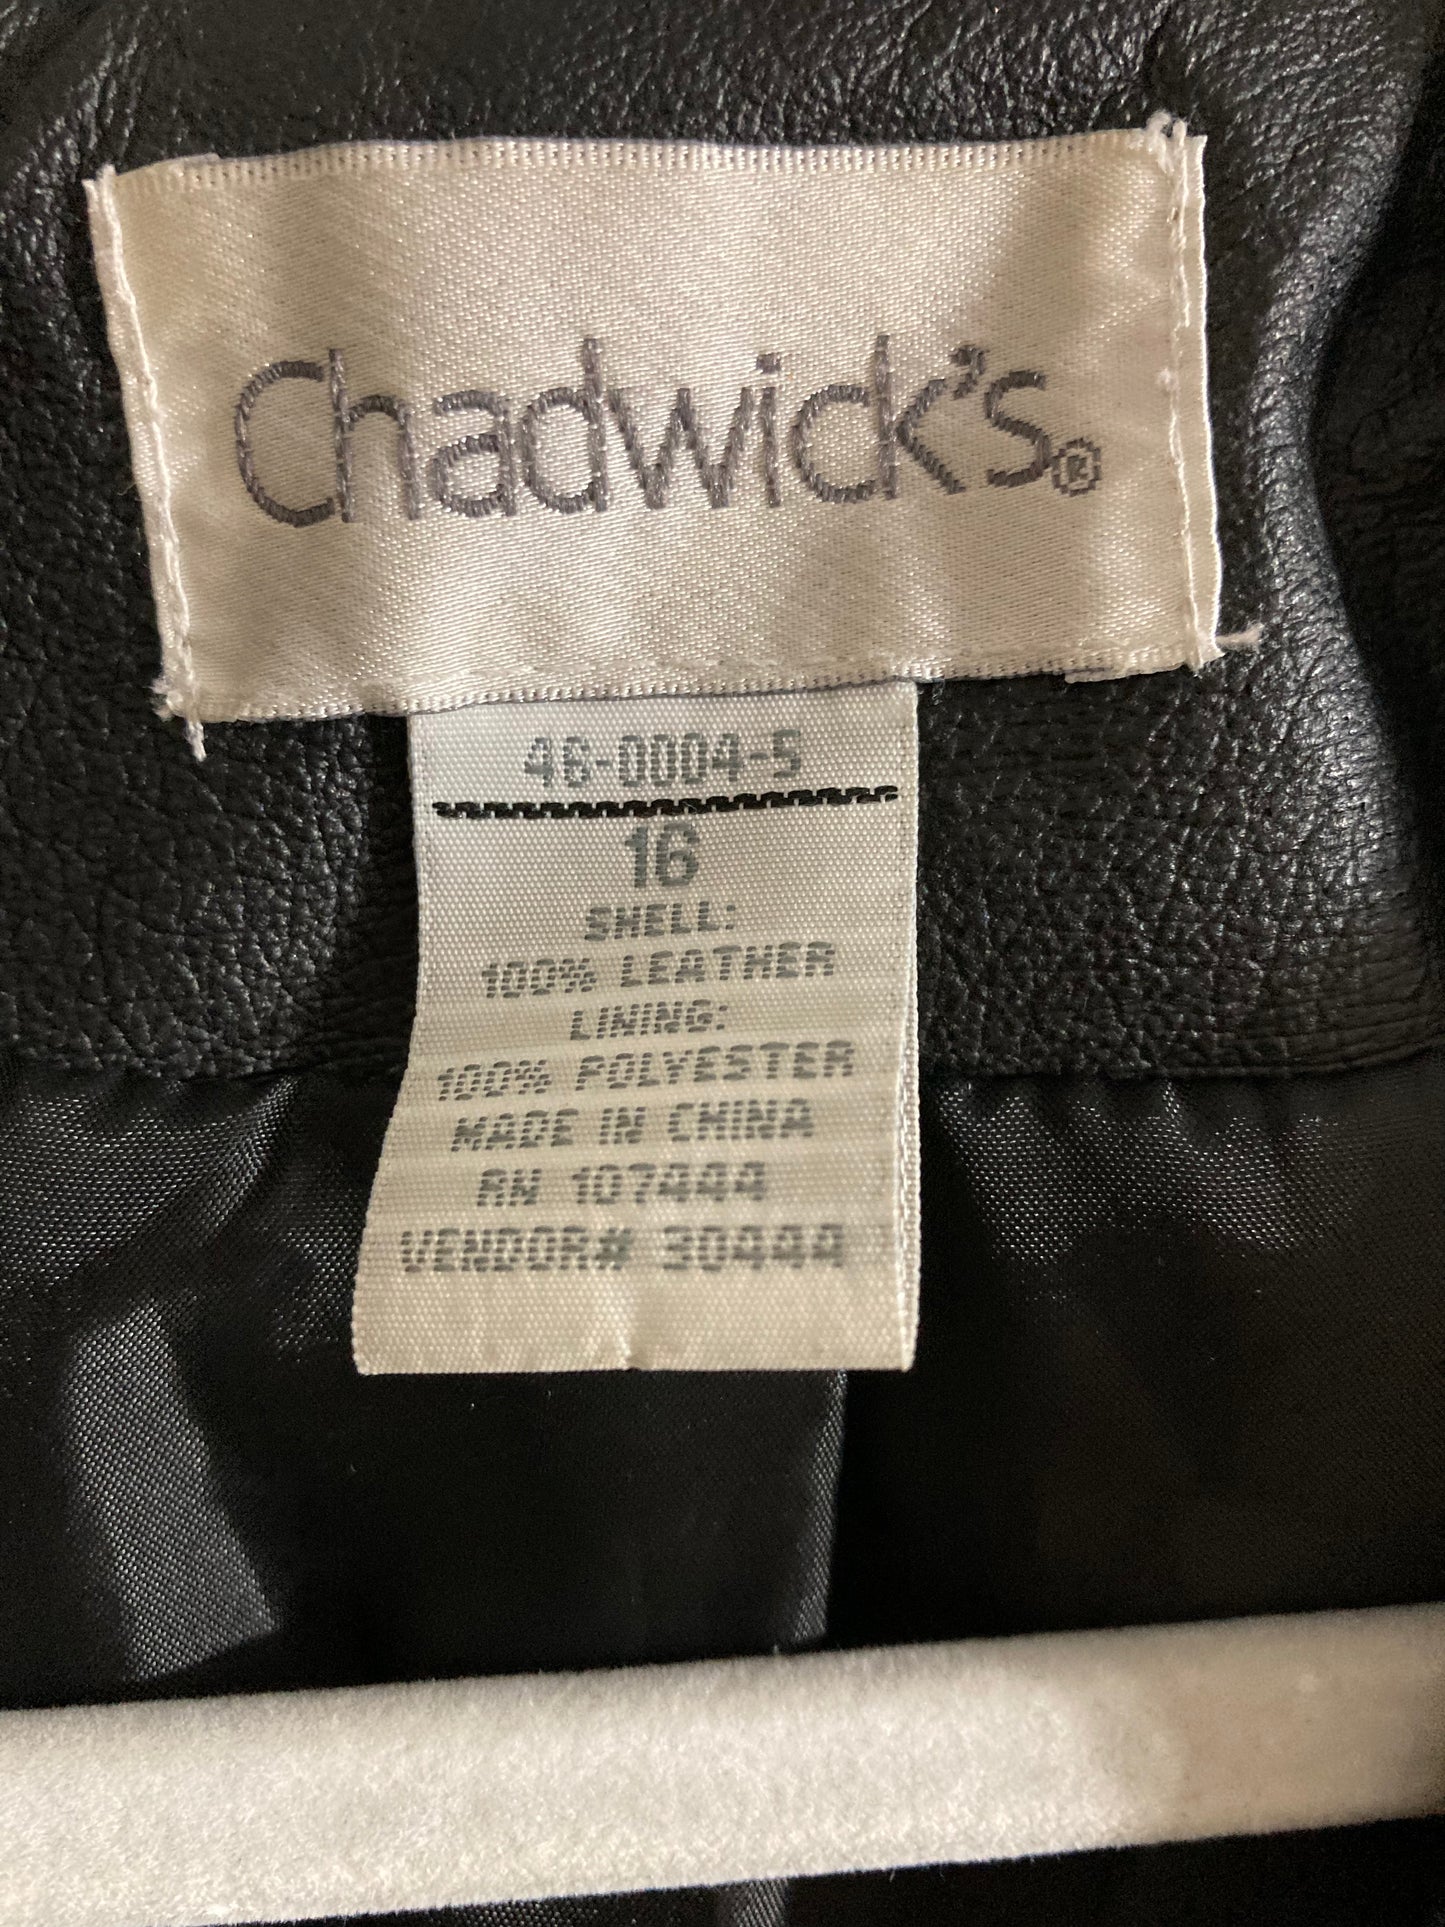 Chadwick's®
46-0004-5
16
SHELL:
100% LEATHER
LINING:
100% POLYESTER
MADE IN CHINA
RN 107444
VENDOR# 30444